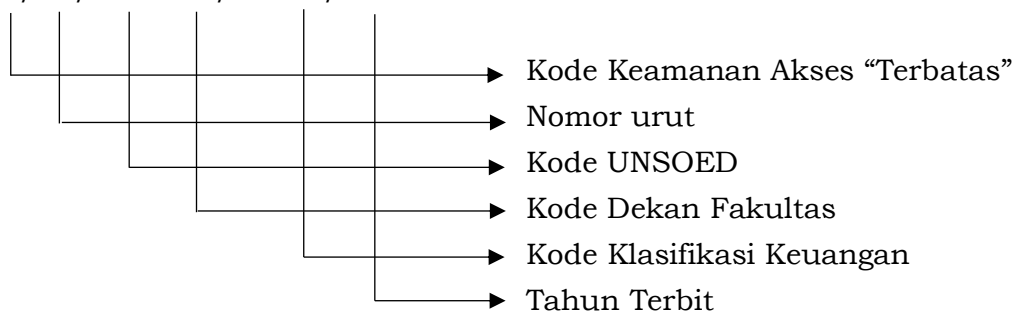 Kode Keamanan Akses “Terbatas”
Nomor urut
Kode UNSOED
Kode Dekan Fakultas
Kode Klasifikasi Keuangan
Tahun Terbit